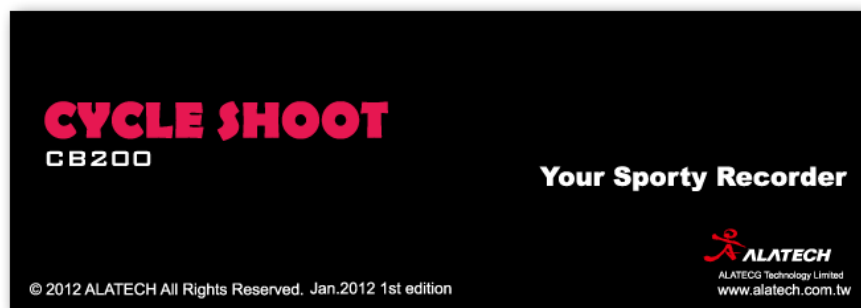 CYCLE SHOOT
CB200
Your Sporty Recorder
ALATECH
ALATECG Technology Limited
© 2012 ALATECH All Rights Reserved. Jan.2012 1st edition
www.alatech.com.tw